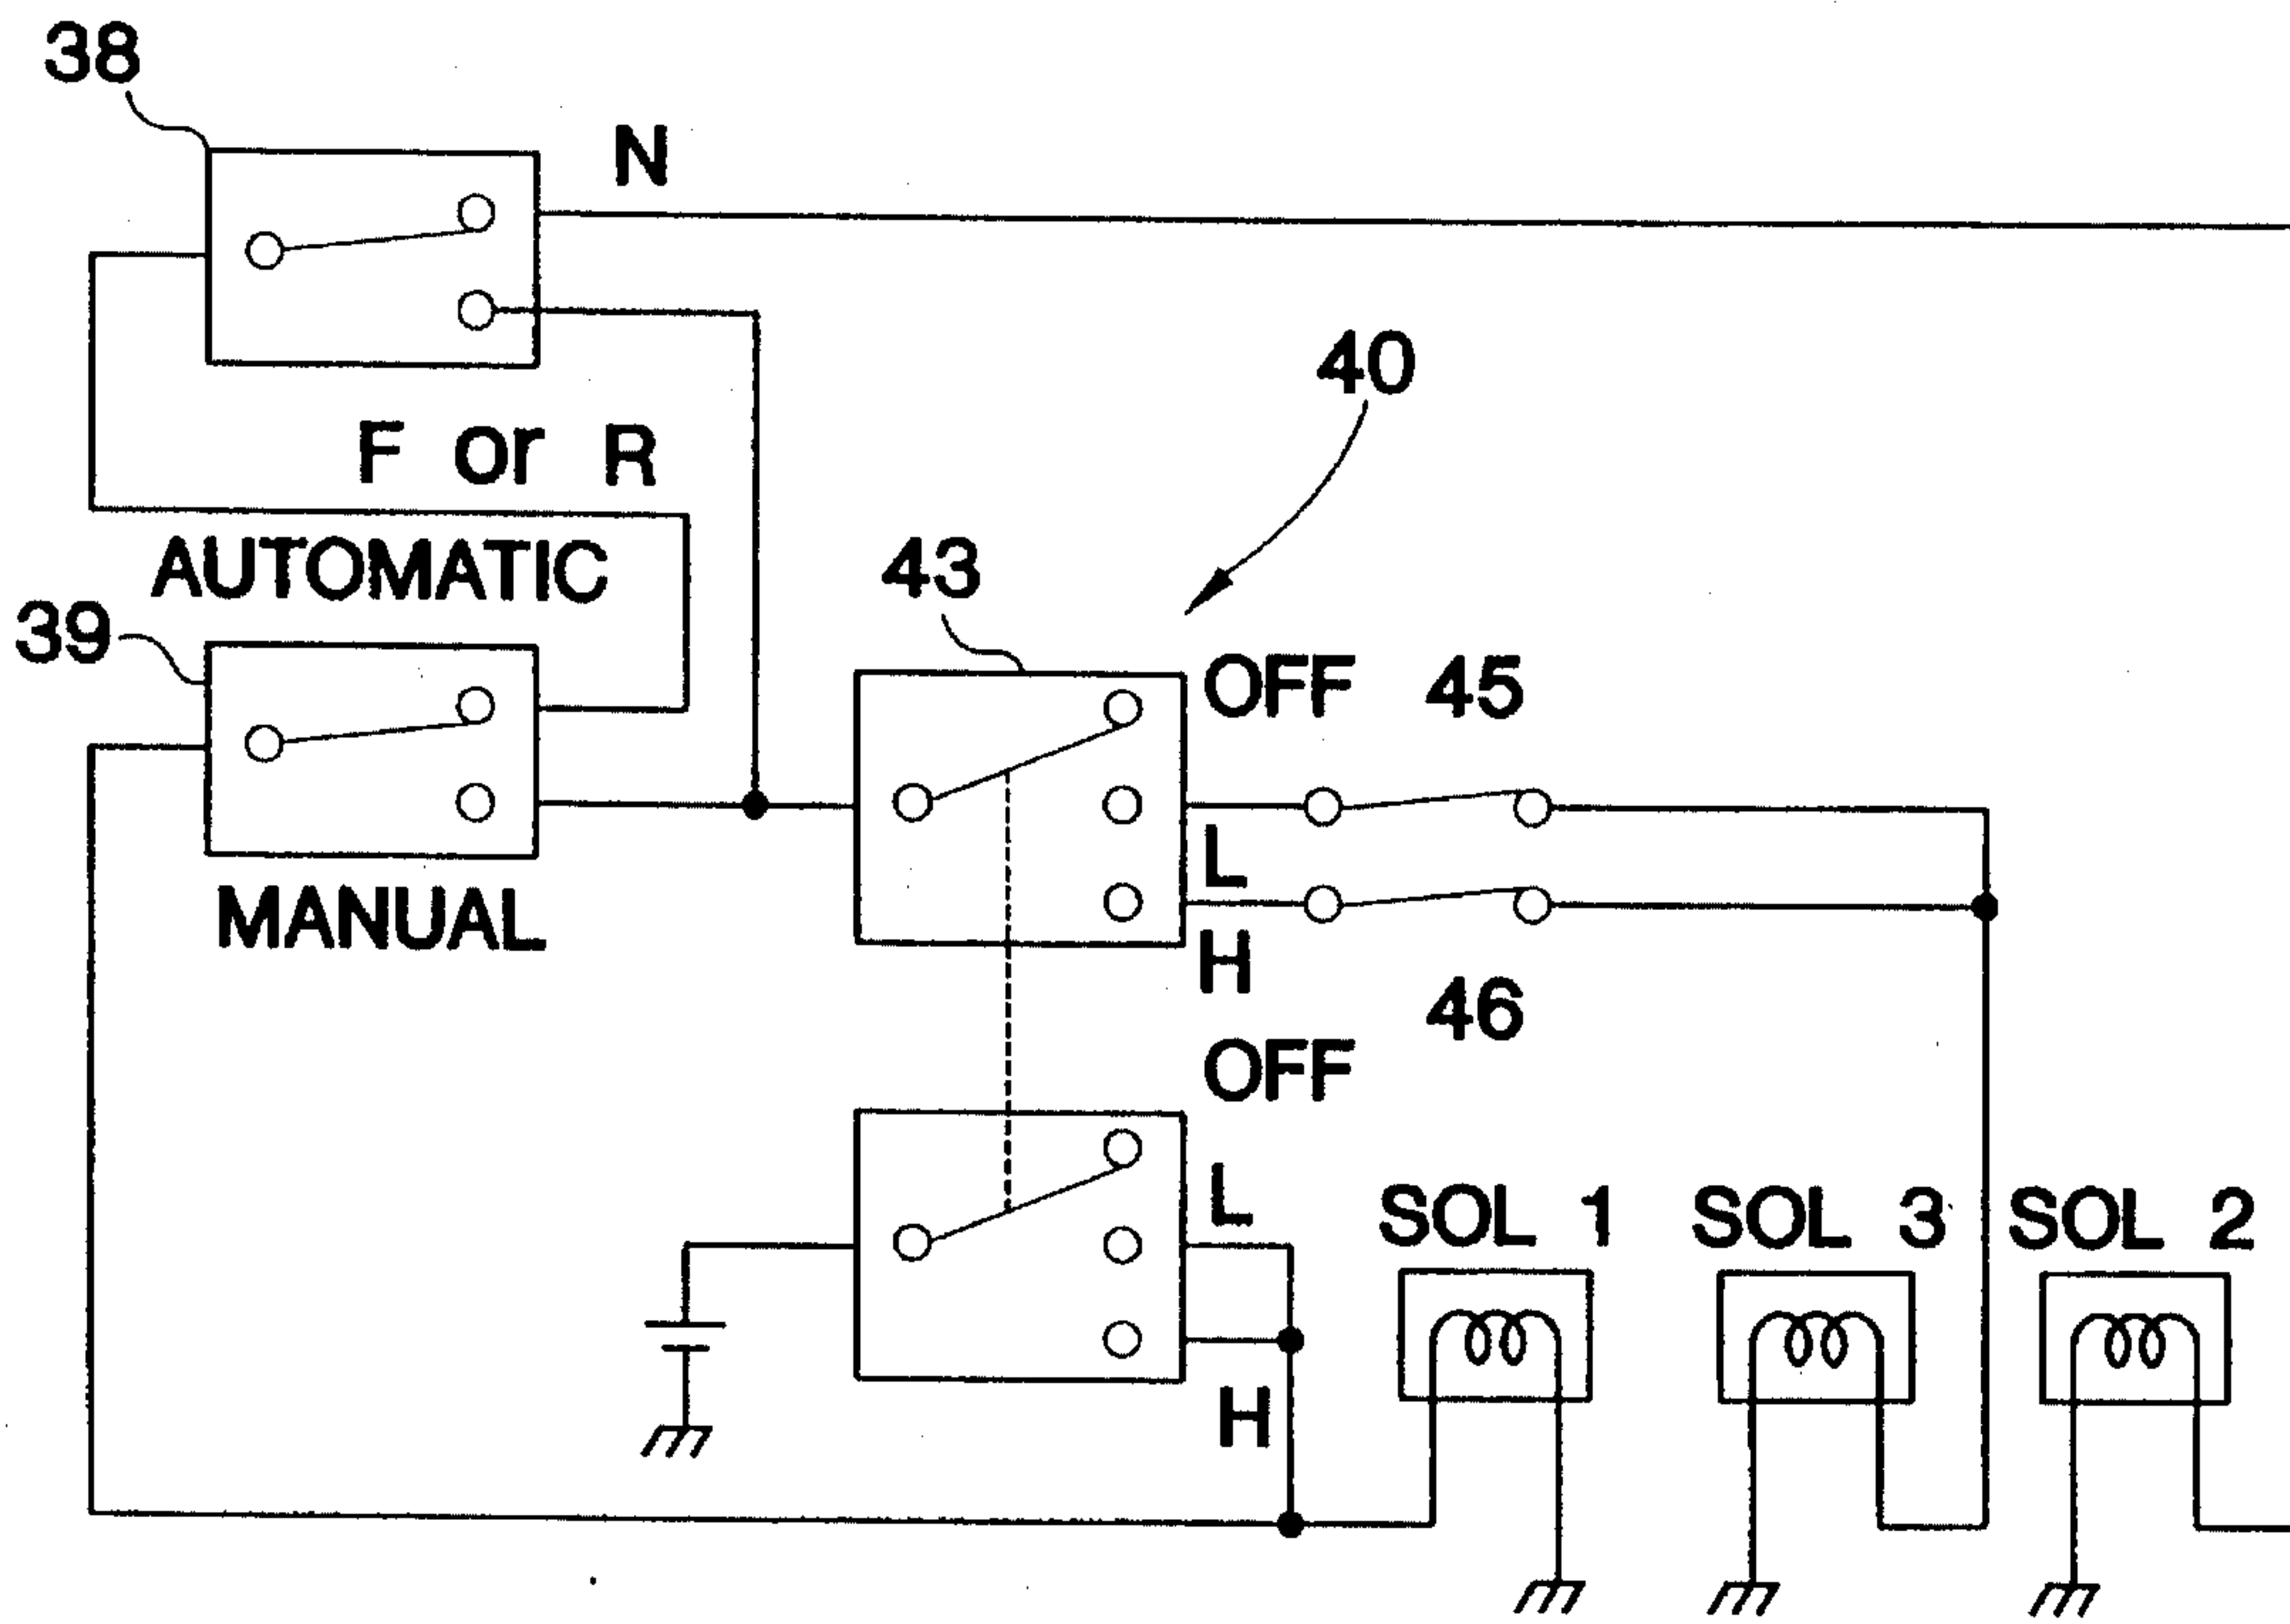 38
N
40
F or R
AUTOMATIC
39
43
OFF
45
L
MANUAL
H
46
OFF
L
SOL 1
SOL 3
SOL 2
H